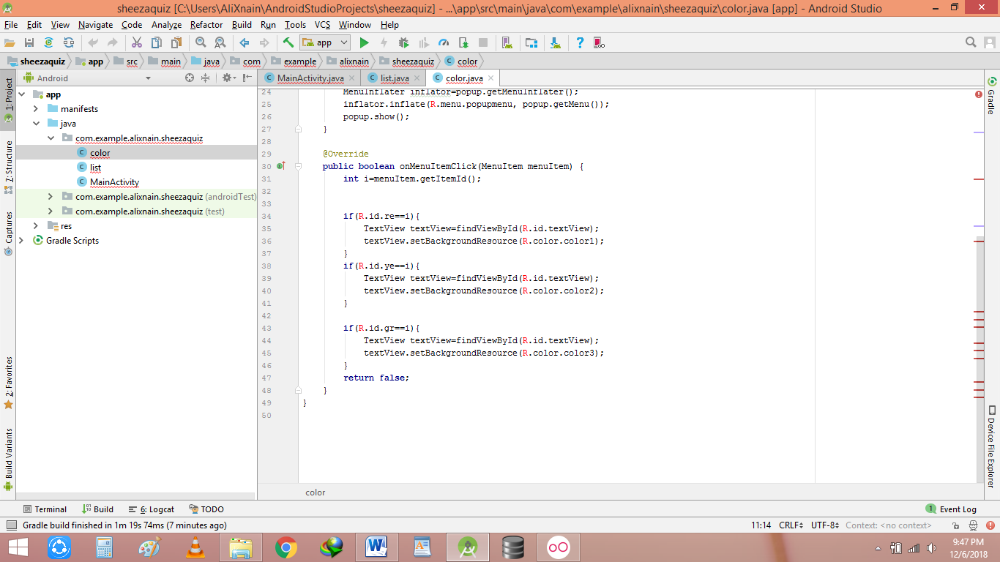 sheezaquiz [C:\Users\AliXnain\AndroidStudioProjects\sheezaquiz] - ...\app\src\main\java\com\example\alixnain\sheezaquiz\color.java [app] - Android Studio
File Edit View Navigate Code Analyze Refactor Build Run Tools VCS Window Help
app
sheezaquiz app src main java com example alixnain sheezaquiz color
Android
MainActivity.java list.java color.java
1: Project
7: Structure
Captures
2: Favorites
Build Variants
app
manifests
java
com.example.alixnain.sheezaquiz
color
list
MainActivity
com.example.alixnain.sheezaquiz (androidTest)
com.example.alixnain.sheezaquiz (test)
res
Gradle Scripts
24 MenuInflater inflator=popup.getMenuInflater();
25 inflator.inflate(R.menu.popupmenu, popup.getMenu());
26 popup.show();
27 }
28
29 @Override
30 public boolean onMenuItemClick(MenuItem menuItem) {
31 int i=menuItem.getItemId();
32
33
34 if(R.id.re==i){
35 TextView textView=findViewById(R.id.textView);
36 textView.setBackgroundResource(R.color.color1);
37 }
38 if(R.id.ye==i){
39 TextView textView=findViewById(R.id.textView);
40 textView.setBackgroundResource(R.color.color2);
41 }
42
43 if(R.id.gr==i){
44 TextView textView=findViewById(R.id.textView);
45 textView.setBackgroundResource(R.color.color3);
46 }
47 return false;
48 }
49 }
50
color
Gradle
Device File Explorer
Terminal Build 6: Logcat TODO 1 Event Log
Gradle build finished in 1m 19s 74ms (7 minutes ago) 11:14 CRLF UTF-8 Context: <no context>
9:47 PM
12/6/2018